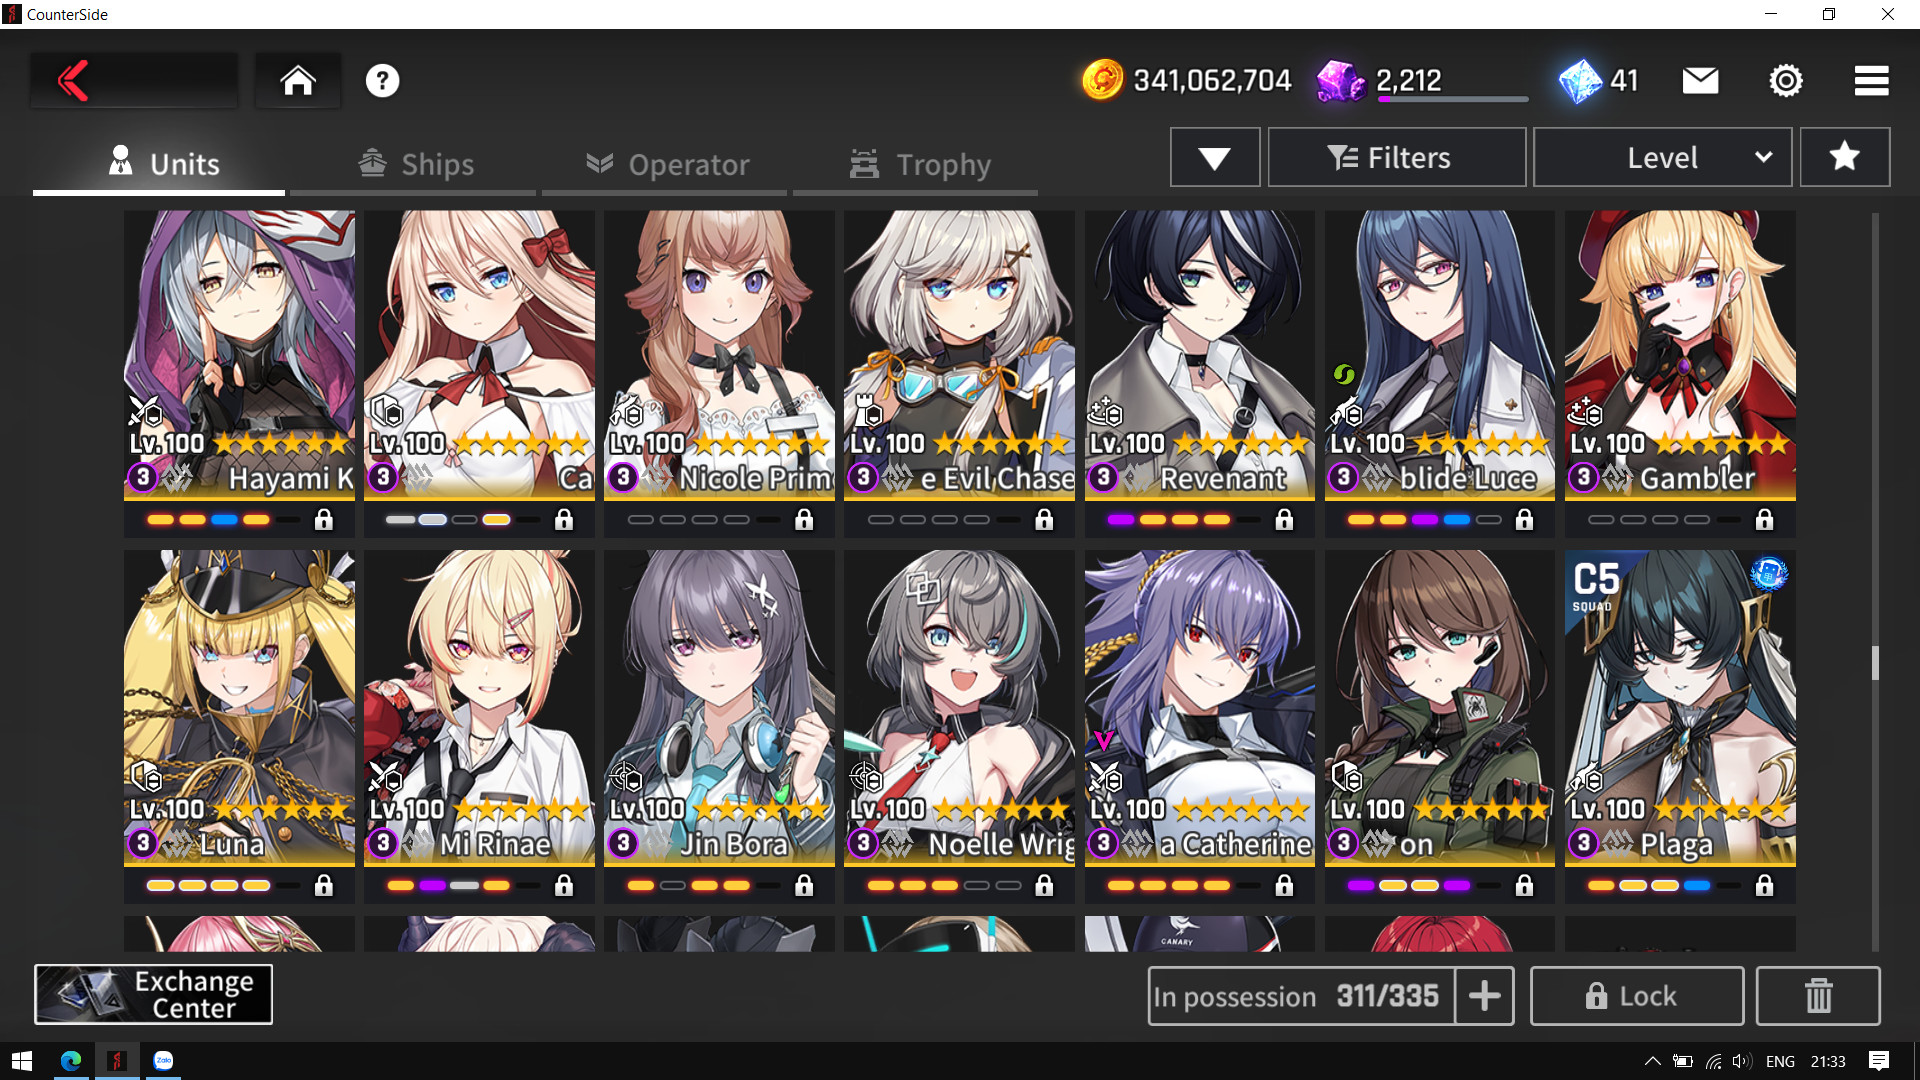 CounterSide
341,062,704
2,212
41
Units
Ships
Operator
Trophy
Filters
Level
Lv.100
3
Hayami K
Lv.100
3
Ca
Lv.100
3
Nicole Prim
Lv.100
3
e Evil Chase
Lv.100
3
Revenant
Lv.100
3
blide Luce
Lv.100
3
Gambler
Lv.100
3
Luna
Lv.100
3
Mi Rinae
Lv.100
3
Jin Bora
Lv.100
3
Noelle Wrig
V
Lv.100
3
a Catherine
Lv.100
3
on
C5
SQUAD
Lv.100
3
Plaga
CANARY
Exchange
Center
In possession 311/335
Lock
Zalo
ENG
21:33